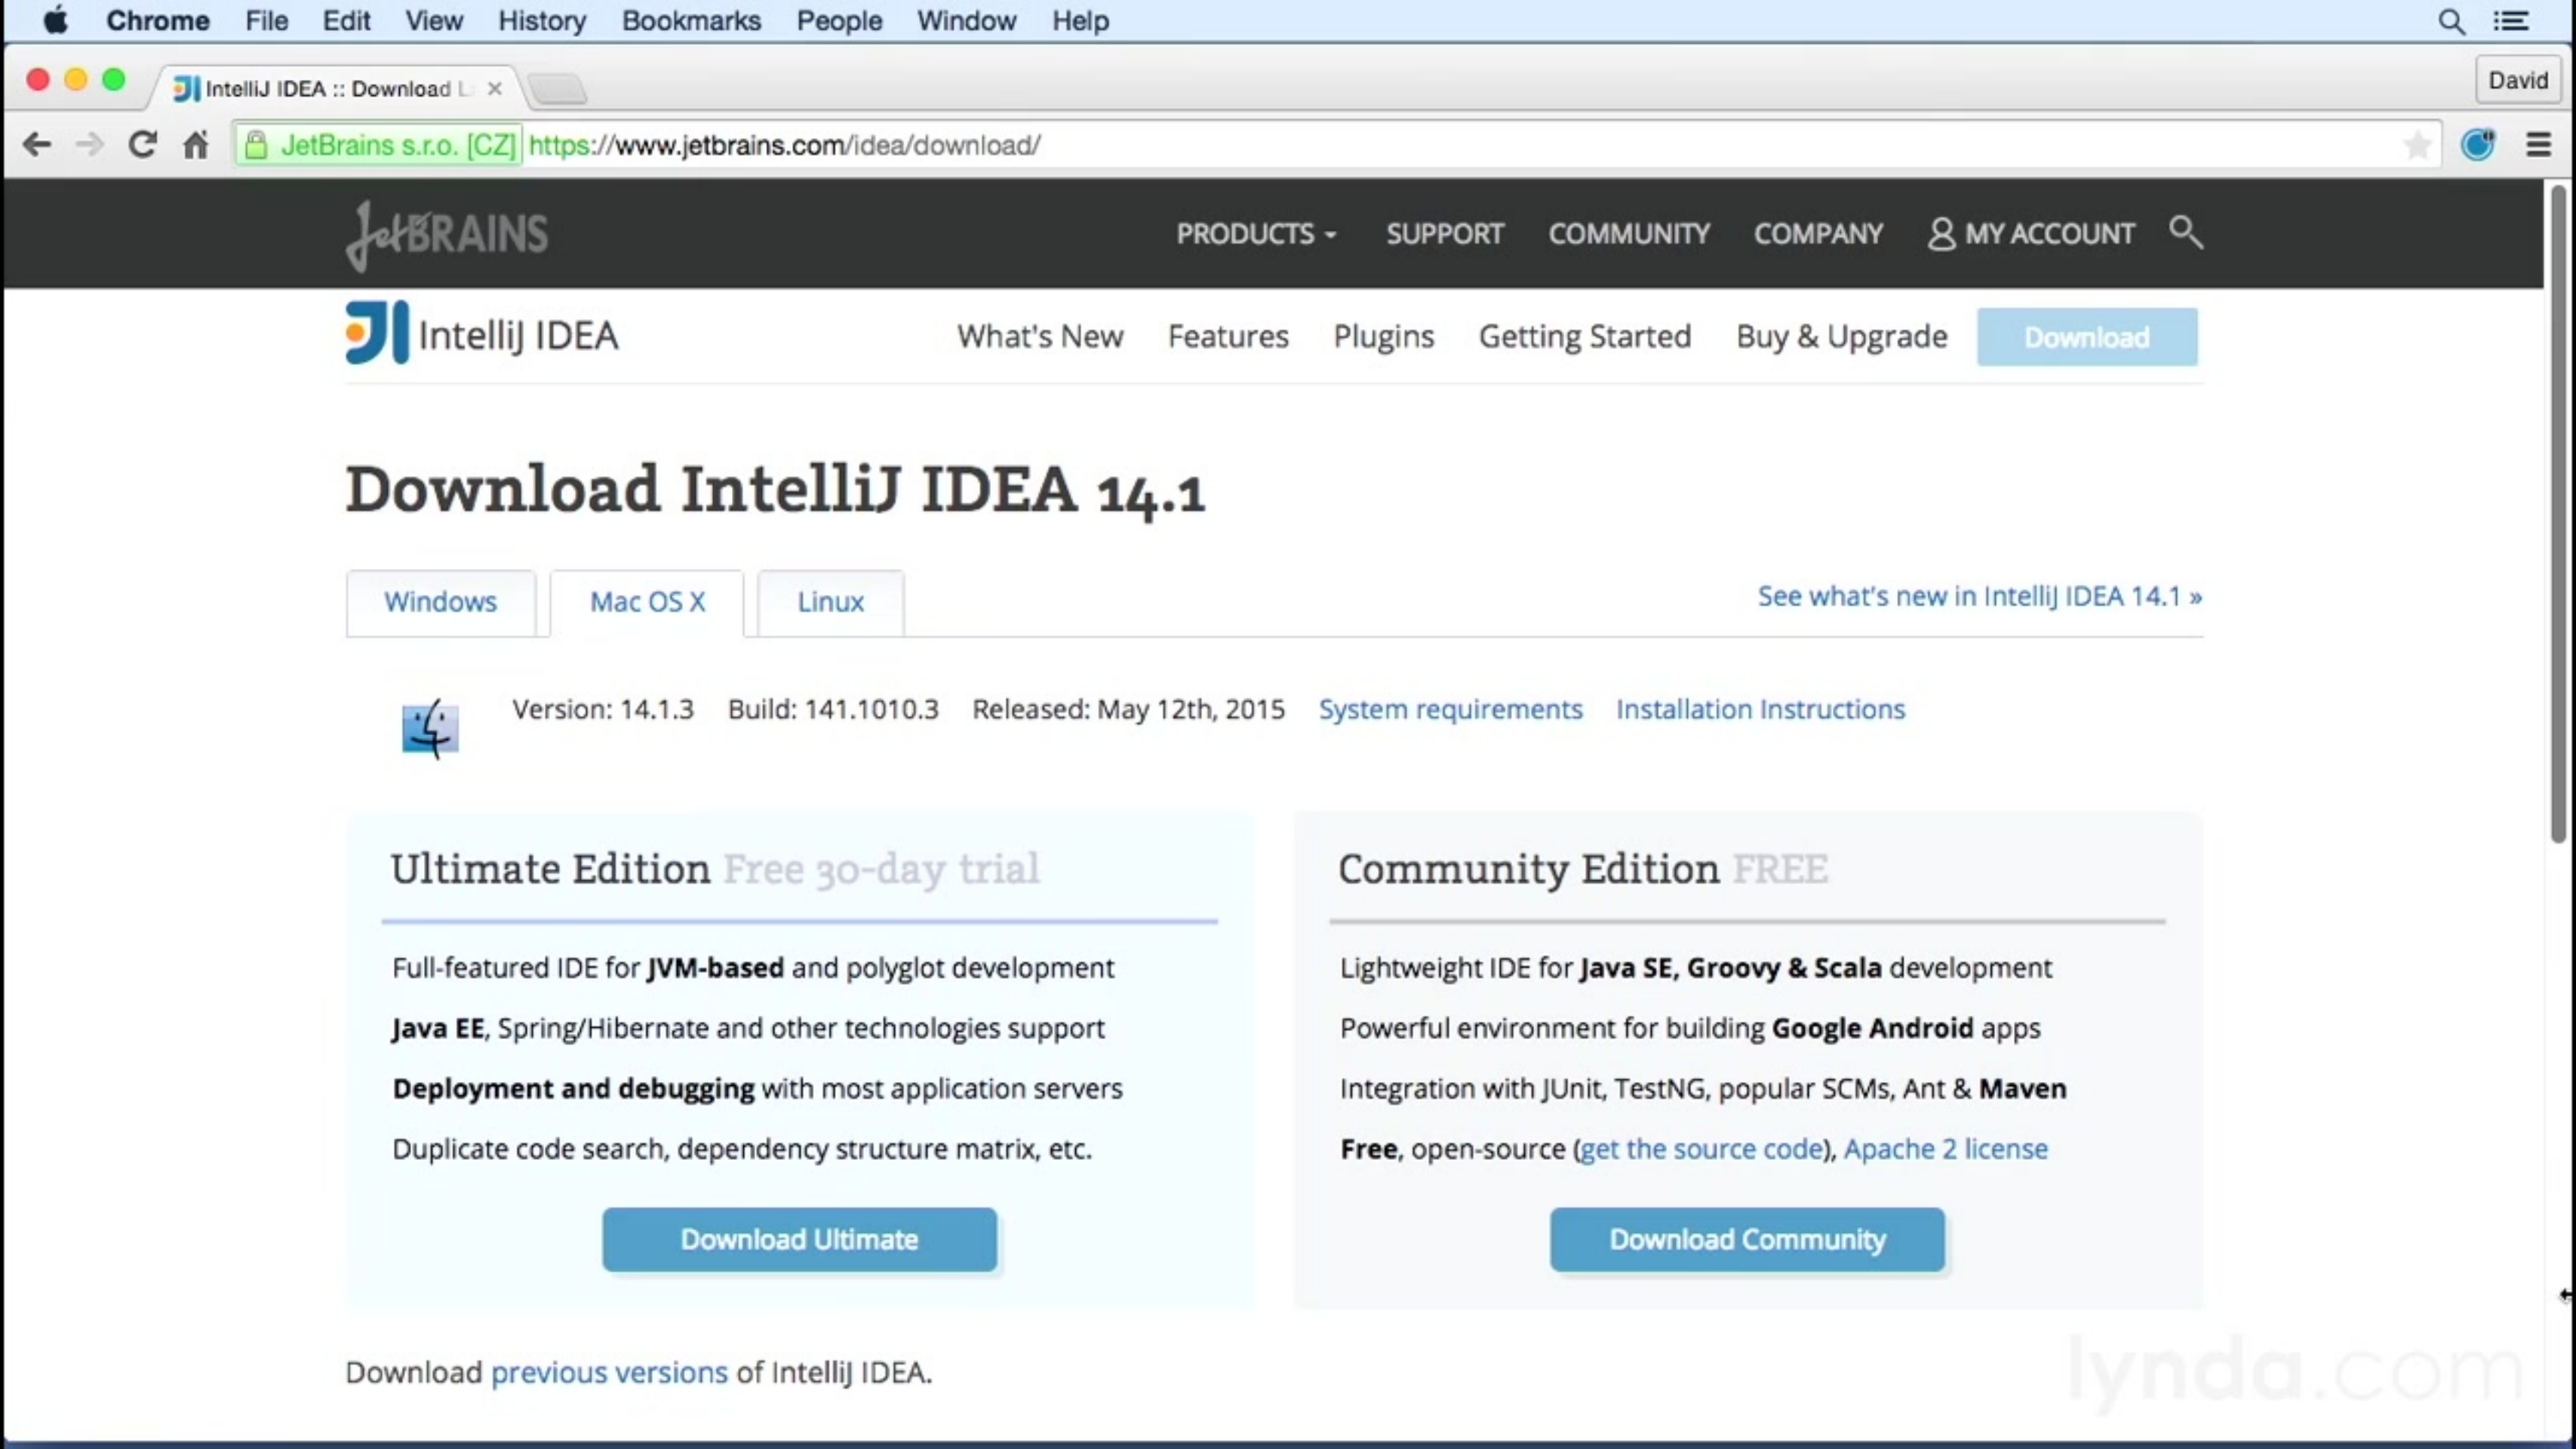 Chrome File Edit View History Bookmarks People Window Help
IntelliJ IDEA :: Download L
David
JetBrains s.r.o. [CZ] https://www.jetbrains.com/idea/download/
JetBRAINS PRODUCTS SUPPORT COMMUNITY COMPANY MY ACCOUNT
IntelliJ IDEA What's New Features Plugins Getting Started Buy & Upgrade Download
Download IntelliJ IDEA 14.1
Windows Mac OS X Linux See what's new in IntelliJ IDEA 14.1 »
Version: 14.1.3 Build: 141.1010.3 Released: May 12th, 2015 System requirements Installation Instructions
Ultimate Edition Free 30-day trial
Full-featured IDE for JVM-based and polyglot development
Java EE, Spring/Hibernate and other technologies support
Deployment and debugging with most application servers
Duplicate code search, dependency structure matrix, etc.
Download Ultimate
Community Edition FREE
Lightweight IDE for Java SE, Groovy & Scala development
Powerful environment for building Google Android apps
Integration with JUnit, TestNG, popular SCMs, Ant & Maven
Free, open-source (get the source code), Apache 2 license
Download Community
Download previous versions of IntelliJ IDEA.
lynda.com